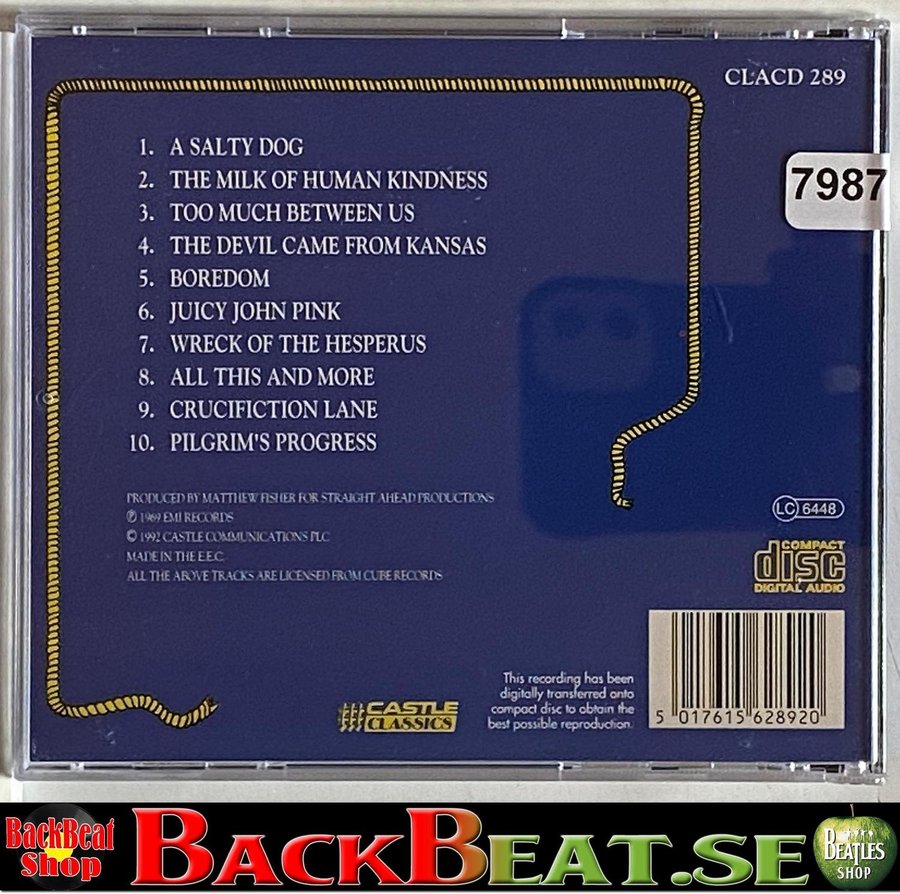 CLACD 289
7987
1. A SALTY DOG
2. THE MILK OF HUMAN KINDNESS
3. TOO MUCH BETWEEN US
4. THE DEVIL CAME FROM KANSAS
5. BOREDOM
6. JUICY JOHN PINK
7. WRECK OF THE HESPERUS
8. ALL THIS AND MORE
9. CRUCIFICTION LANE
10. PILGRIM'S PROGRESS
PRODUCED BY MATTHEW FISHER FOR STRAIGHT AHEAD PRODUCTIONS
℗ 1969 EMI RECORDS
© 1992 CASTLE COMMUNICATIONS PLC
MADE IN THE E.E.C.
ALL THE ABOVE TRACKS ARE LICENSED FROM CUBE RECORDS
LC 6448
COMPACT
disc
DIGITAL AUDIO
CASTLE
CLASSICS
This recording has been
digitally transferred onto
compact disc to obtain the
best possible reproduction.
5 017615 628920
BackBeat
Shop
BACKBEAT.SE
BEATLES
SHOP